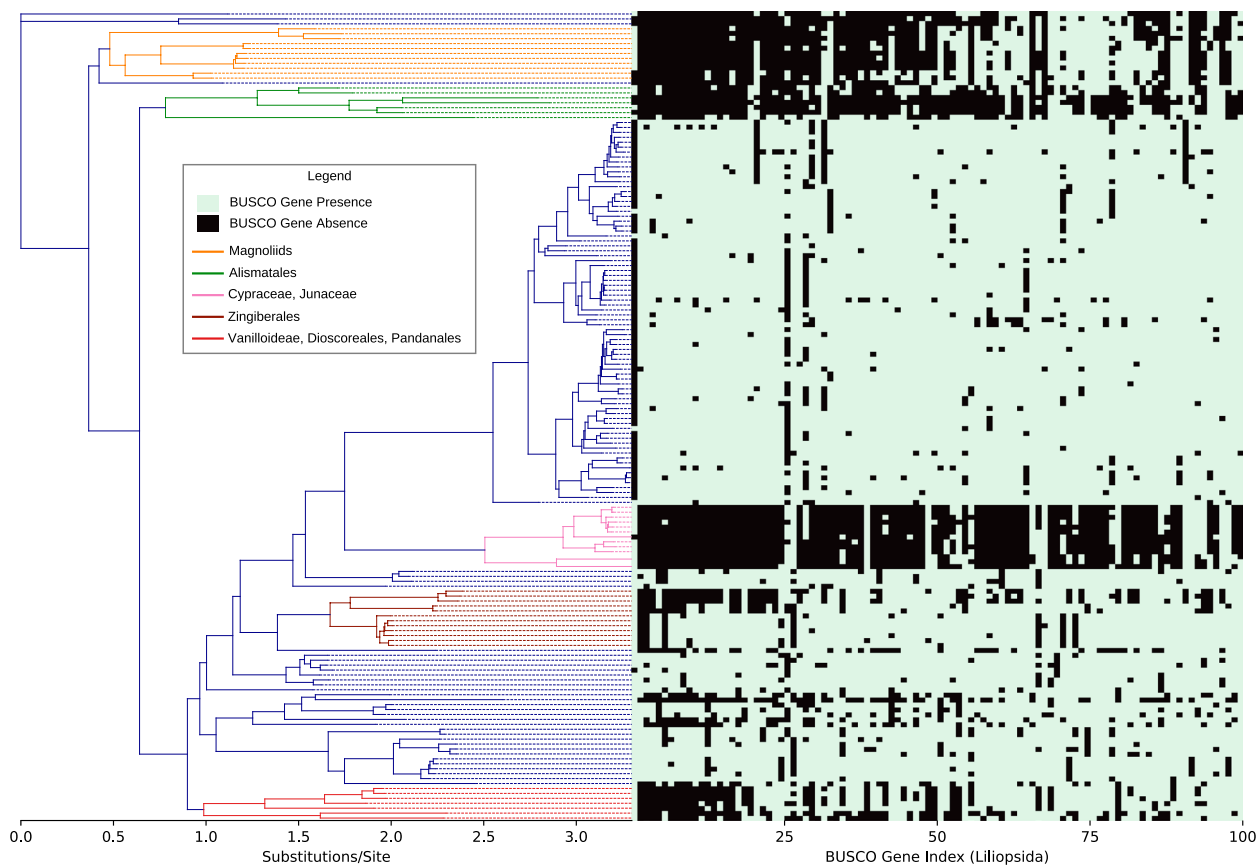 Legend
BUSCO Gene Presence
BUSCO Gene Absence
Magnoliids
Alismatales
Cypraceae, Junaceae
Zingiberales
Vanilloideae, Dioscoreales, Pandanales
0.0 0.5 1.0 1.5 2.0 2.5 3.0 25 50 75 100
Substitutions/Site BUSCO Gene Index (Liliopsida)